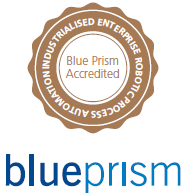 INDUSTRIALISED ENTERPRISE ROBOTIC PROCESS AUTOMATION
Blue Prism
Accredited
blueprism